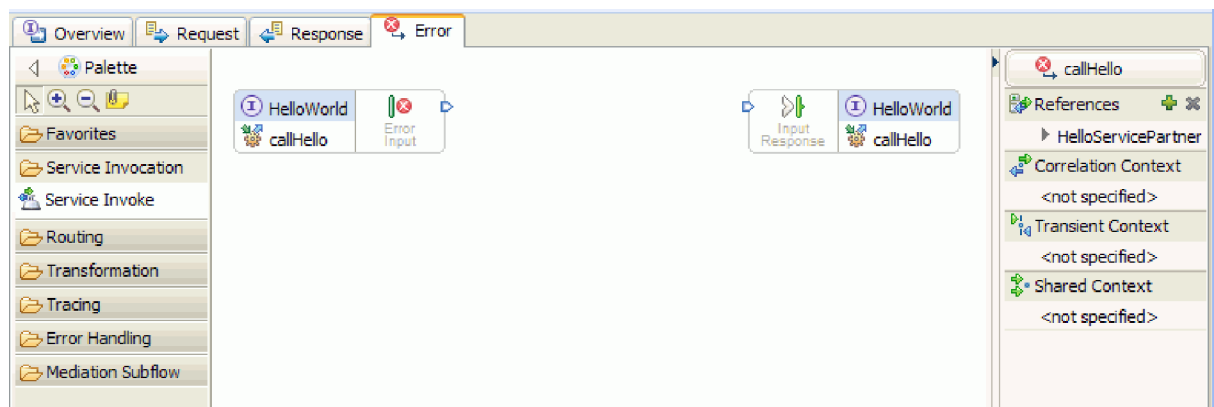 Overview Request Response Error
Palette
Favorites
Service Invocation
Service Invoke
Routing
Transformation
Tracing
Error Handling
Mediation Subflow
HelloWorld
callHello
Error
Input
Input
Response
HelloWorld
callHello
callHello
References
HelloServicePartner
Correlation Context
<not specified>
Transient Context
<not specified>
Shared Context
<not specified>